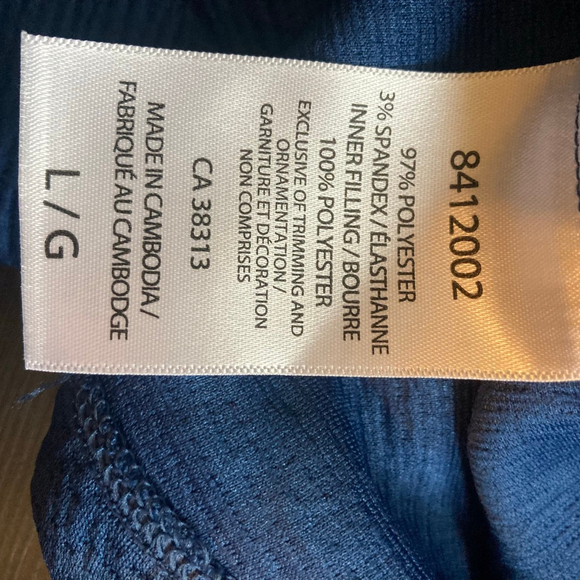 8412002
97% POLYESTER
3% SPANDEX / ÉLASTHANNE
INNER FILLING / BOURRE
100% POLYESTER
EXCLUSIVE OF TRIMMING AND
ORNAMENTATION /
GARNITURE ET DÉCORATION
NON COMPRISES
CA 38313
MADE IN CAMBODIA /
FABRIQUÉ AU CAMBODGE
L / G